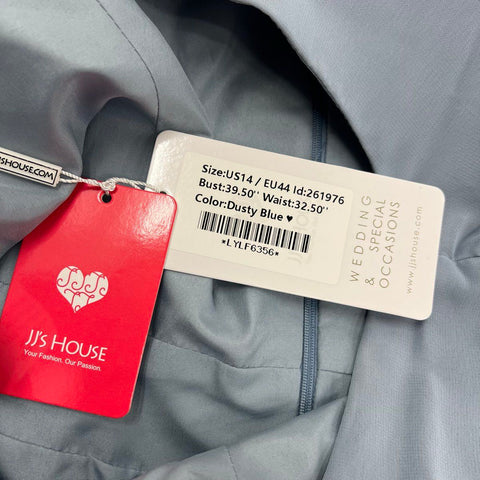 JJSHOUSE.COM
Size:US14 / EU44 Id:261976
Bust:39.50'' Waist:32.50''
Color:Dusty Blue ♥
*LYLF6356*
WEDDING
& SPECIAL
OCCASIONS
www.jjshouse.com
JJ's HOUSE
Your Fashion. Our Passion.